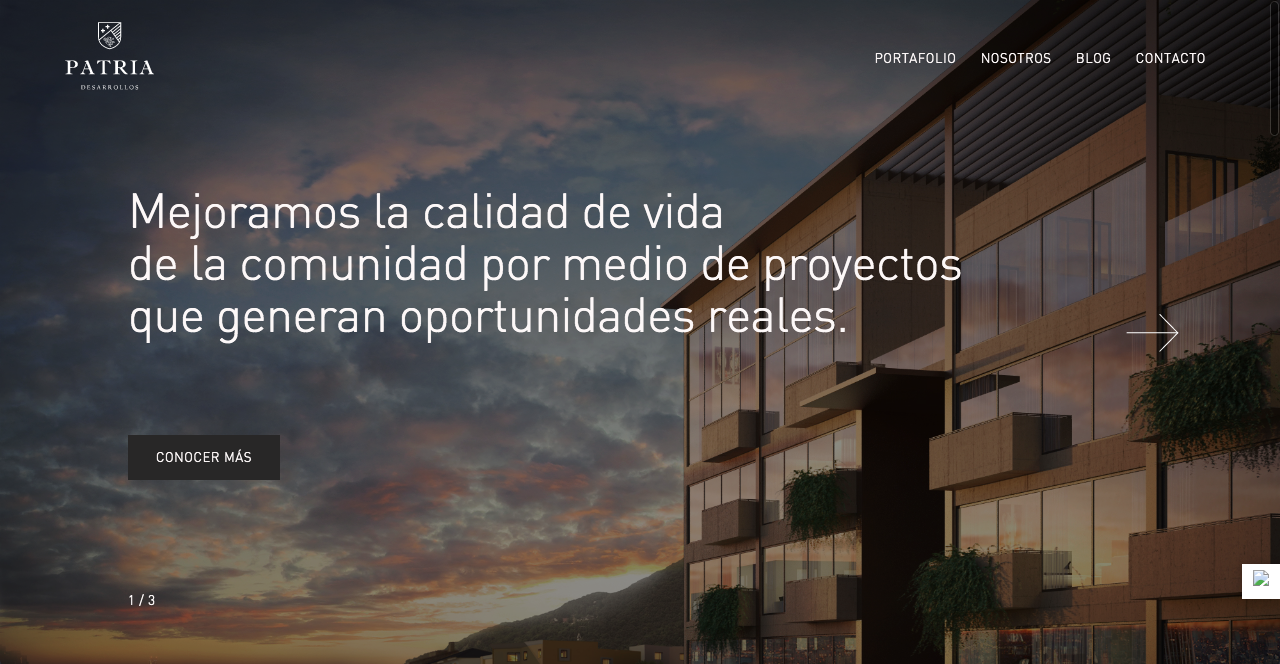 PATRIA
DESARROLLOS
PORTAFOLIO NOSOTROS BLOG CONTACTO
Mejoramos la calidad de vida
de la comunidad por medio de proyectos
que generan oportunidades reales.
CONOCER MÁS
1 / 3